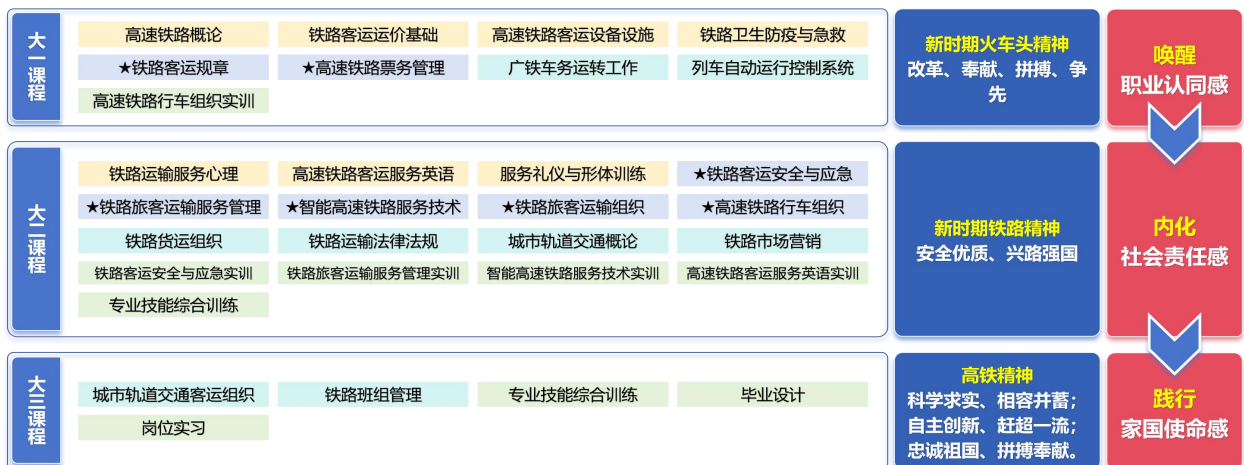 大一课程
高速铁路概论 铁路客运运价基础 高速铁路客运设备设施 铁路卫生防疫与急救
★铁路客运规章 ★高速铁路票务管理 广铁车务运转工作 列车自动运行控制系统
高速铁路行车组织实训
新时期火车头精神
改革、奉献、拼搏、争
先
唤醒
职业认同感
大二课程
铁路运输服务心理 高速铁路客运服务英语 服务礼仪与形体训练 ★铁路客运安全与应急
★铁路旅客运输服务管理 ★智能高速铁路服务技术 ★铁路旅客运输组织 ★高速铁路行车组织
铁路货运组织 铁路运输法律法规 城市轨道交通概论 铁路市场营销
铁路客运安全与应急实训 铁路旅客运输服务管理实训 智能高速铁路服务技术实训 高速铁路客运服务英语实训
专业技能综合训练
新时期铁路精神
安全优质、兴路强国
内化
社会责任感
大三课程
城市轨道交通客运组织 铁路班组管理 专业技能综合训练 毕业设计
岗位实习
高铁精神
科学求实、相容并蓄；
自主创新、赶超一流；
忠诚祖国、拼搏奉献。
践行
家国使命感